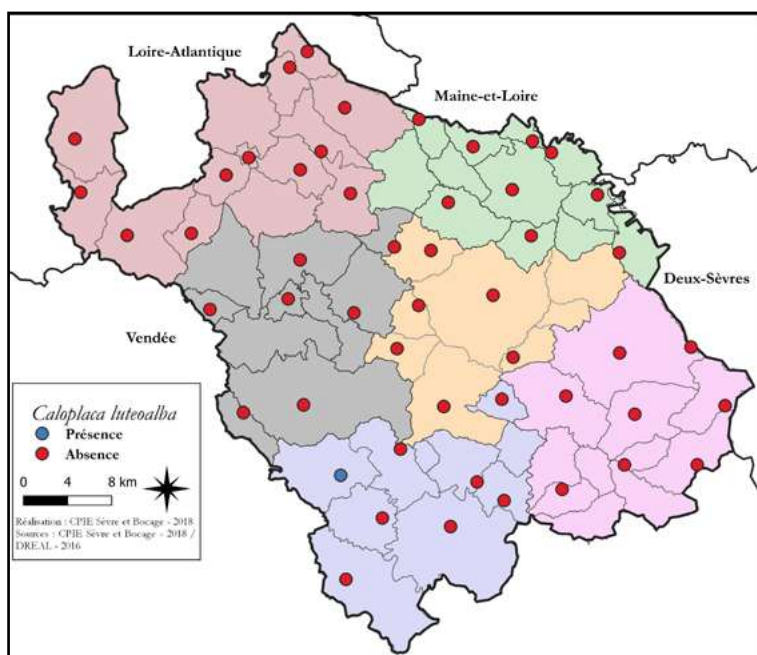 Loire-Atlantique
Maine-et-Loire
Deux-Sèvres
Vendée
Caloplaca luteoalba
Présence
Absence
0 4 8 km
Réalisation : CPIE Sèvre et Bocage - 2018
Sources : CPIE Sèvre et Bocage - 2018 /
DREAL - 2016